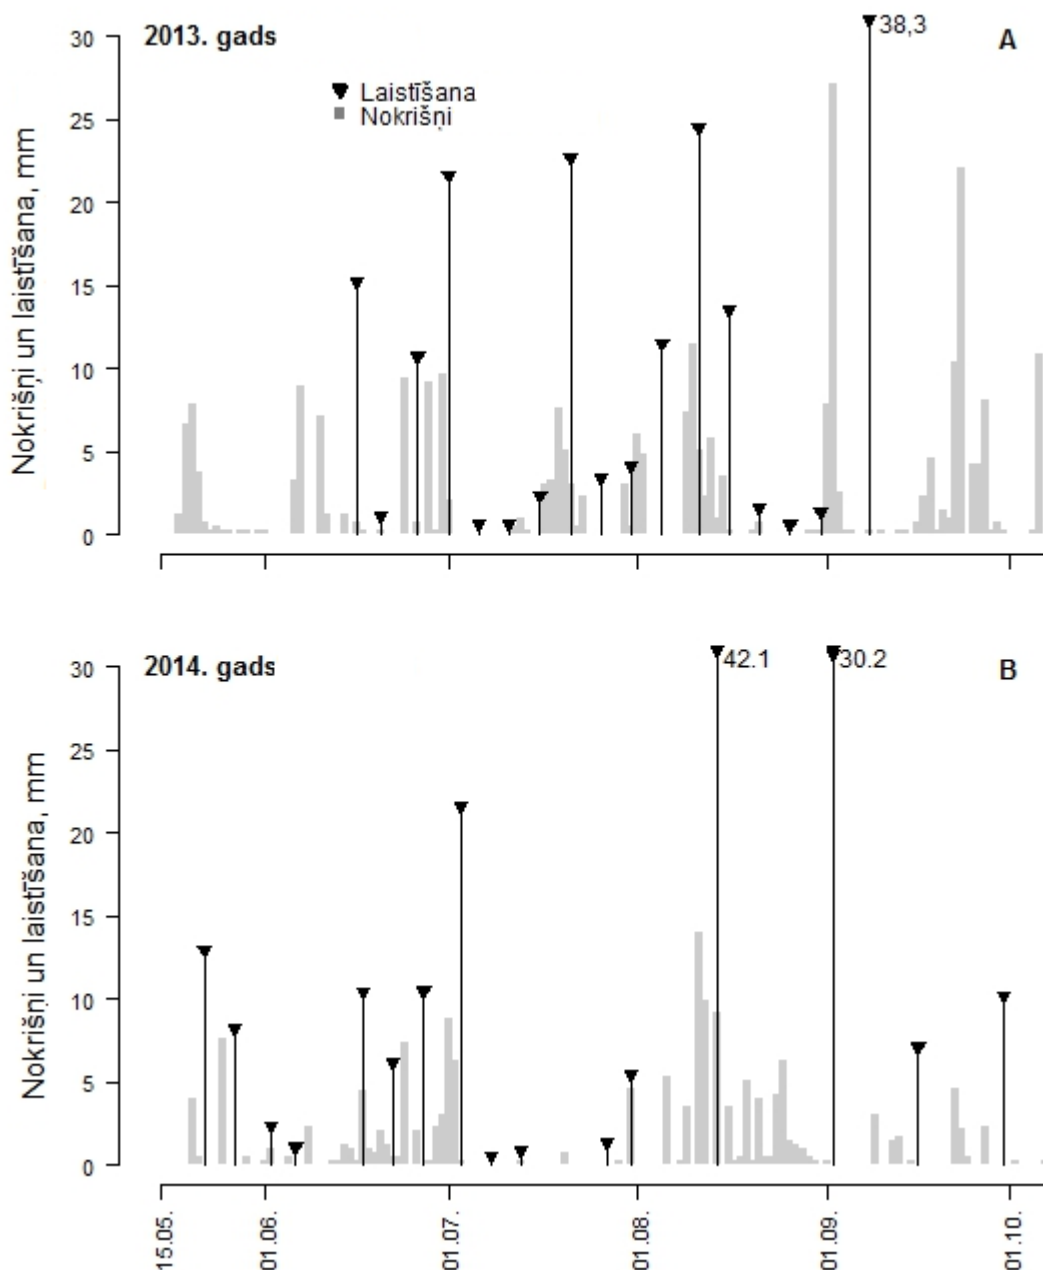 2013. gads
A
38,3
Laistīšana
Nokrišņi
Nokrišņi un laistīšana, mm
30
25
20
15
10
5
0
2014. gads
B
42.1
30.2
Nokrišņi un laistīšana, mm
30
25
20
15
10
5
0
15.05.
01.06.
01.07.
01.08.
01.09.
01.10.